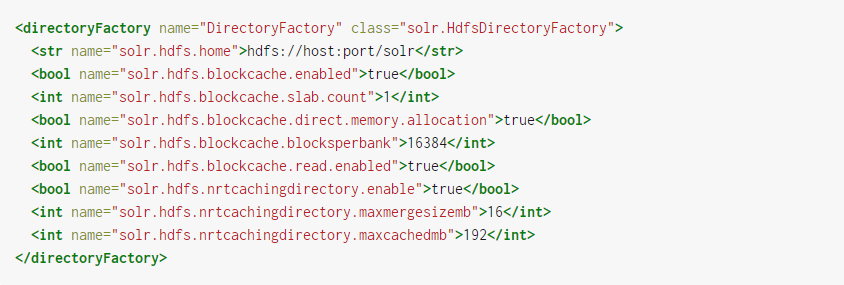 <directoryFactory name="DirectoryFactory" class="solr.HdfsDirectoryFactory">
<str name="solr.hdfs.home">hdfs://host:port/solr</str>
<bool name="solr.hdfs.blockcache.enabled">true</bool>
<int name="solr.hdfs.blockcache.slab.count">1</int>
<bool name="solr.hdfs.blockcache.direct.memory.allocation">true</bool>
<int name="solr.hdfs.blockcache.blocksperbank">16384</int>
<bool name="solr.hdfs.blockcache.read.enabled">true</bool>
<bool name="solr.hdfs.nrtcachingdirectory.enable">true</bool>
<int name="solr.hdfs.nrtcachingdirectory.maxmergesizemb">16</int>
<int name="solr.hdfs.nrtcachingdirectory.maxcachedmb">192</int>
</directoryFactory>